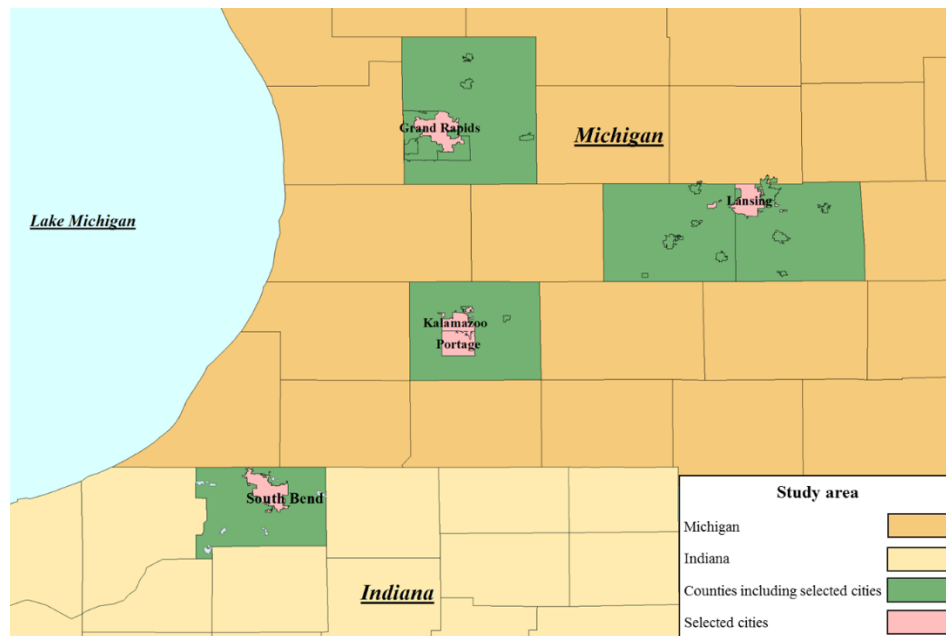 Grand Rapids
Michigan
Lansing
Lake Michigan
Kalamazoo
Portage
South Bend
Indiana
Study area
Michigan
Indiana
Counties including selected cities
Selected cities